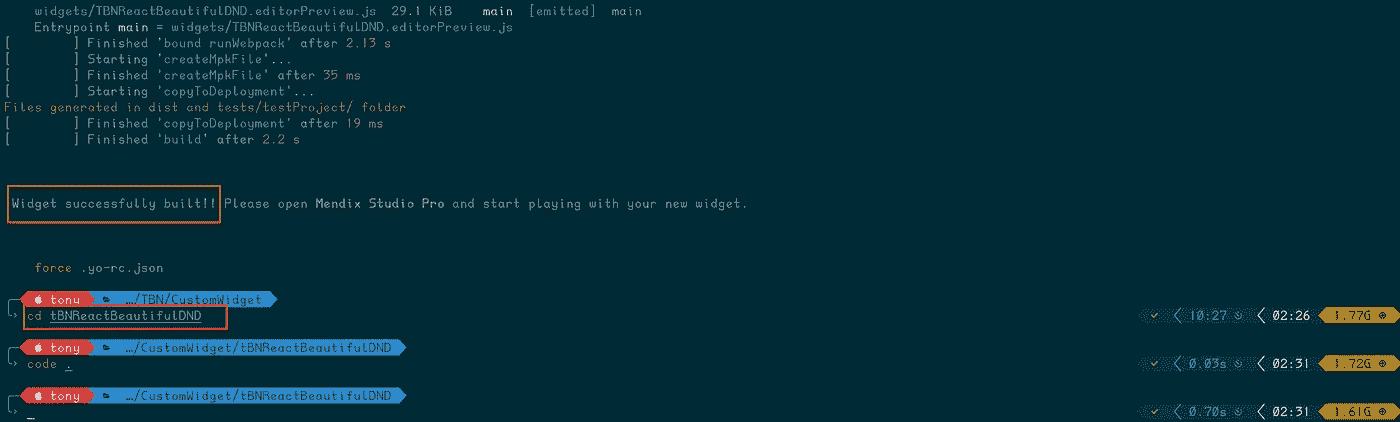 widgets/TBNReactBeautifulDND.editorPreview.js  29.1 KiB    main  [emitted]  main
Entrypoint main = widgets/TBNReactBeautifulDND.editorPreview.js
[        ] Finished 'bound runWebpack' after 2.13 s
[        ] Starting 'createMpkFile'...
[        ] Finished 'createMpkFile' after 35 ms
[        ] Starting 'copyToDeployment'...
Files generated in dist and tests/testProject/ folder
[        ] Finished 'copyToDeployment' after 19 ms
[        ] Finished 'build' after 2.2 s
Widget successfully built!! Please open Mendix Studio Pro and start playing with your new widget.
force .yo-rc.json
tony …/TBN/CustomWidget
cd tBNReactBeautifulDND ✓ 10:27 02:26 1.77G
tony …/CustomWidget/tBNReactBeautifulDND
code . ✓ 0.03s 02:31 1.72G
tony …/CustomWidget/tBNReactBeautifulDND
✓ 0.70s 02:31 1.61G